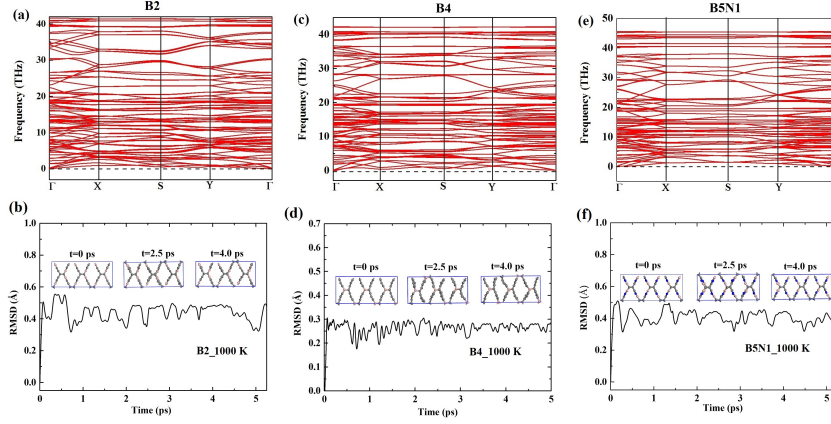 B2
(a)
Frequency (THz)
40
30
20
10
0
Γ X S Y Γ
B4
(c)
Frequency (THz)
40
30
20
10
0
Γ X S Y Γ
B5N1
(e)
Frequency (THz)
50
40
30
20
10
0
Γ X S Y Γ
(b)
RMSD (Å)
1.0
0.8
0.6
0.4
0.2
0.0
t=0 ps t=2.5 ps t=4.0 ps
B2_1000 K
0 1 2 3 4 5
Time (ps)
(d)
RMSD (Å)
0.7
0.6
0.5
0.4
0.3
0.2
0.1
0.0
t=0 ps t=2.5 ps t=4.0 ps
B4_1000 K
0 1 2 3 4 5
Time (ps)
(f)
RMSD (Å)
1.0
0.8
0.6
0.4
0.2
0.0
t=0 ps t=2.5 ps t=4.0 ps
B5N1_1000 K
0 1 2 3 4 5
Time (ps)